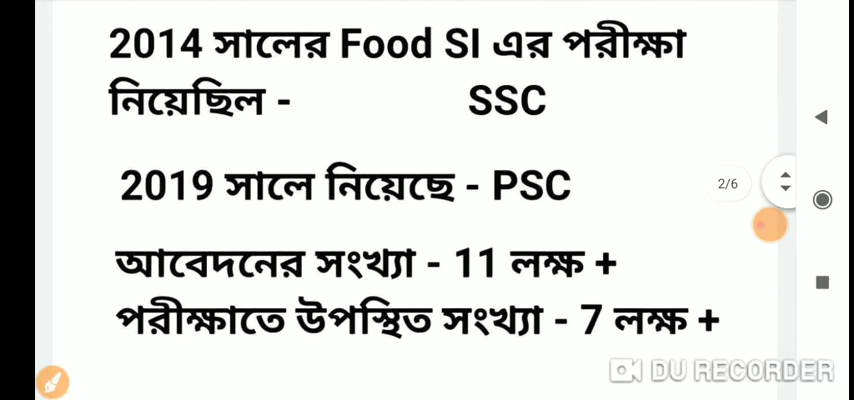 2014 সালের Food SI এর পরীক্ষা
নিয়েছিল - SSC
2019 সালে নিয়েছে - PSC
2/6
আবেদনের সংখ্যা - 11 লক্ষ +
পরীক্ষাতে উপস্থিত সংখ্যা - 7 লক্ষ +
DU RECORDER